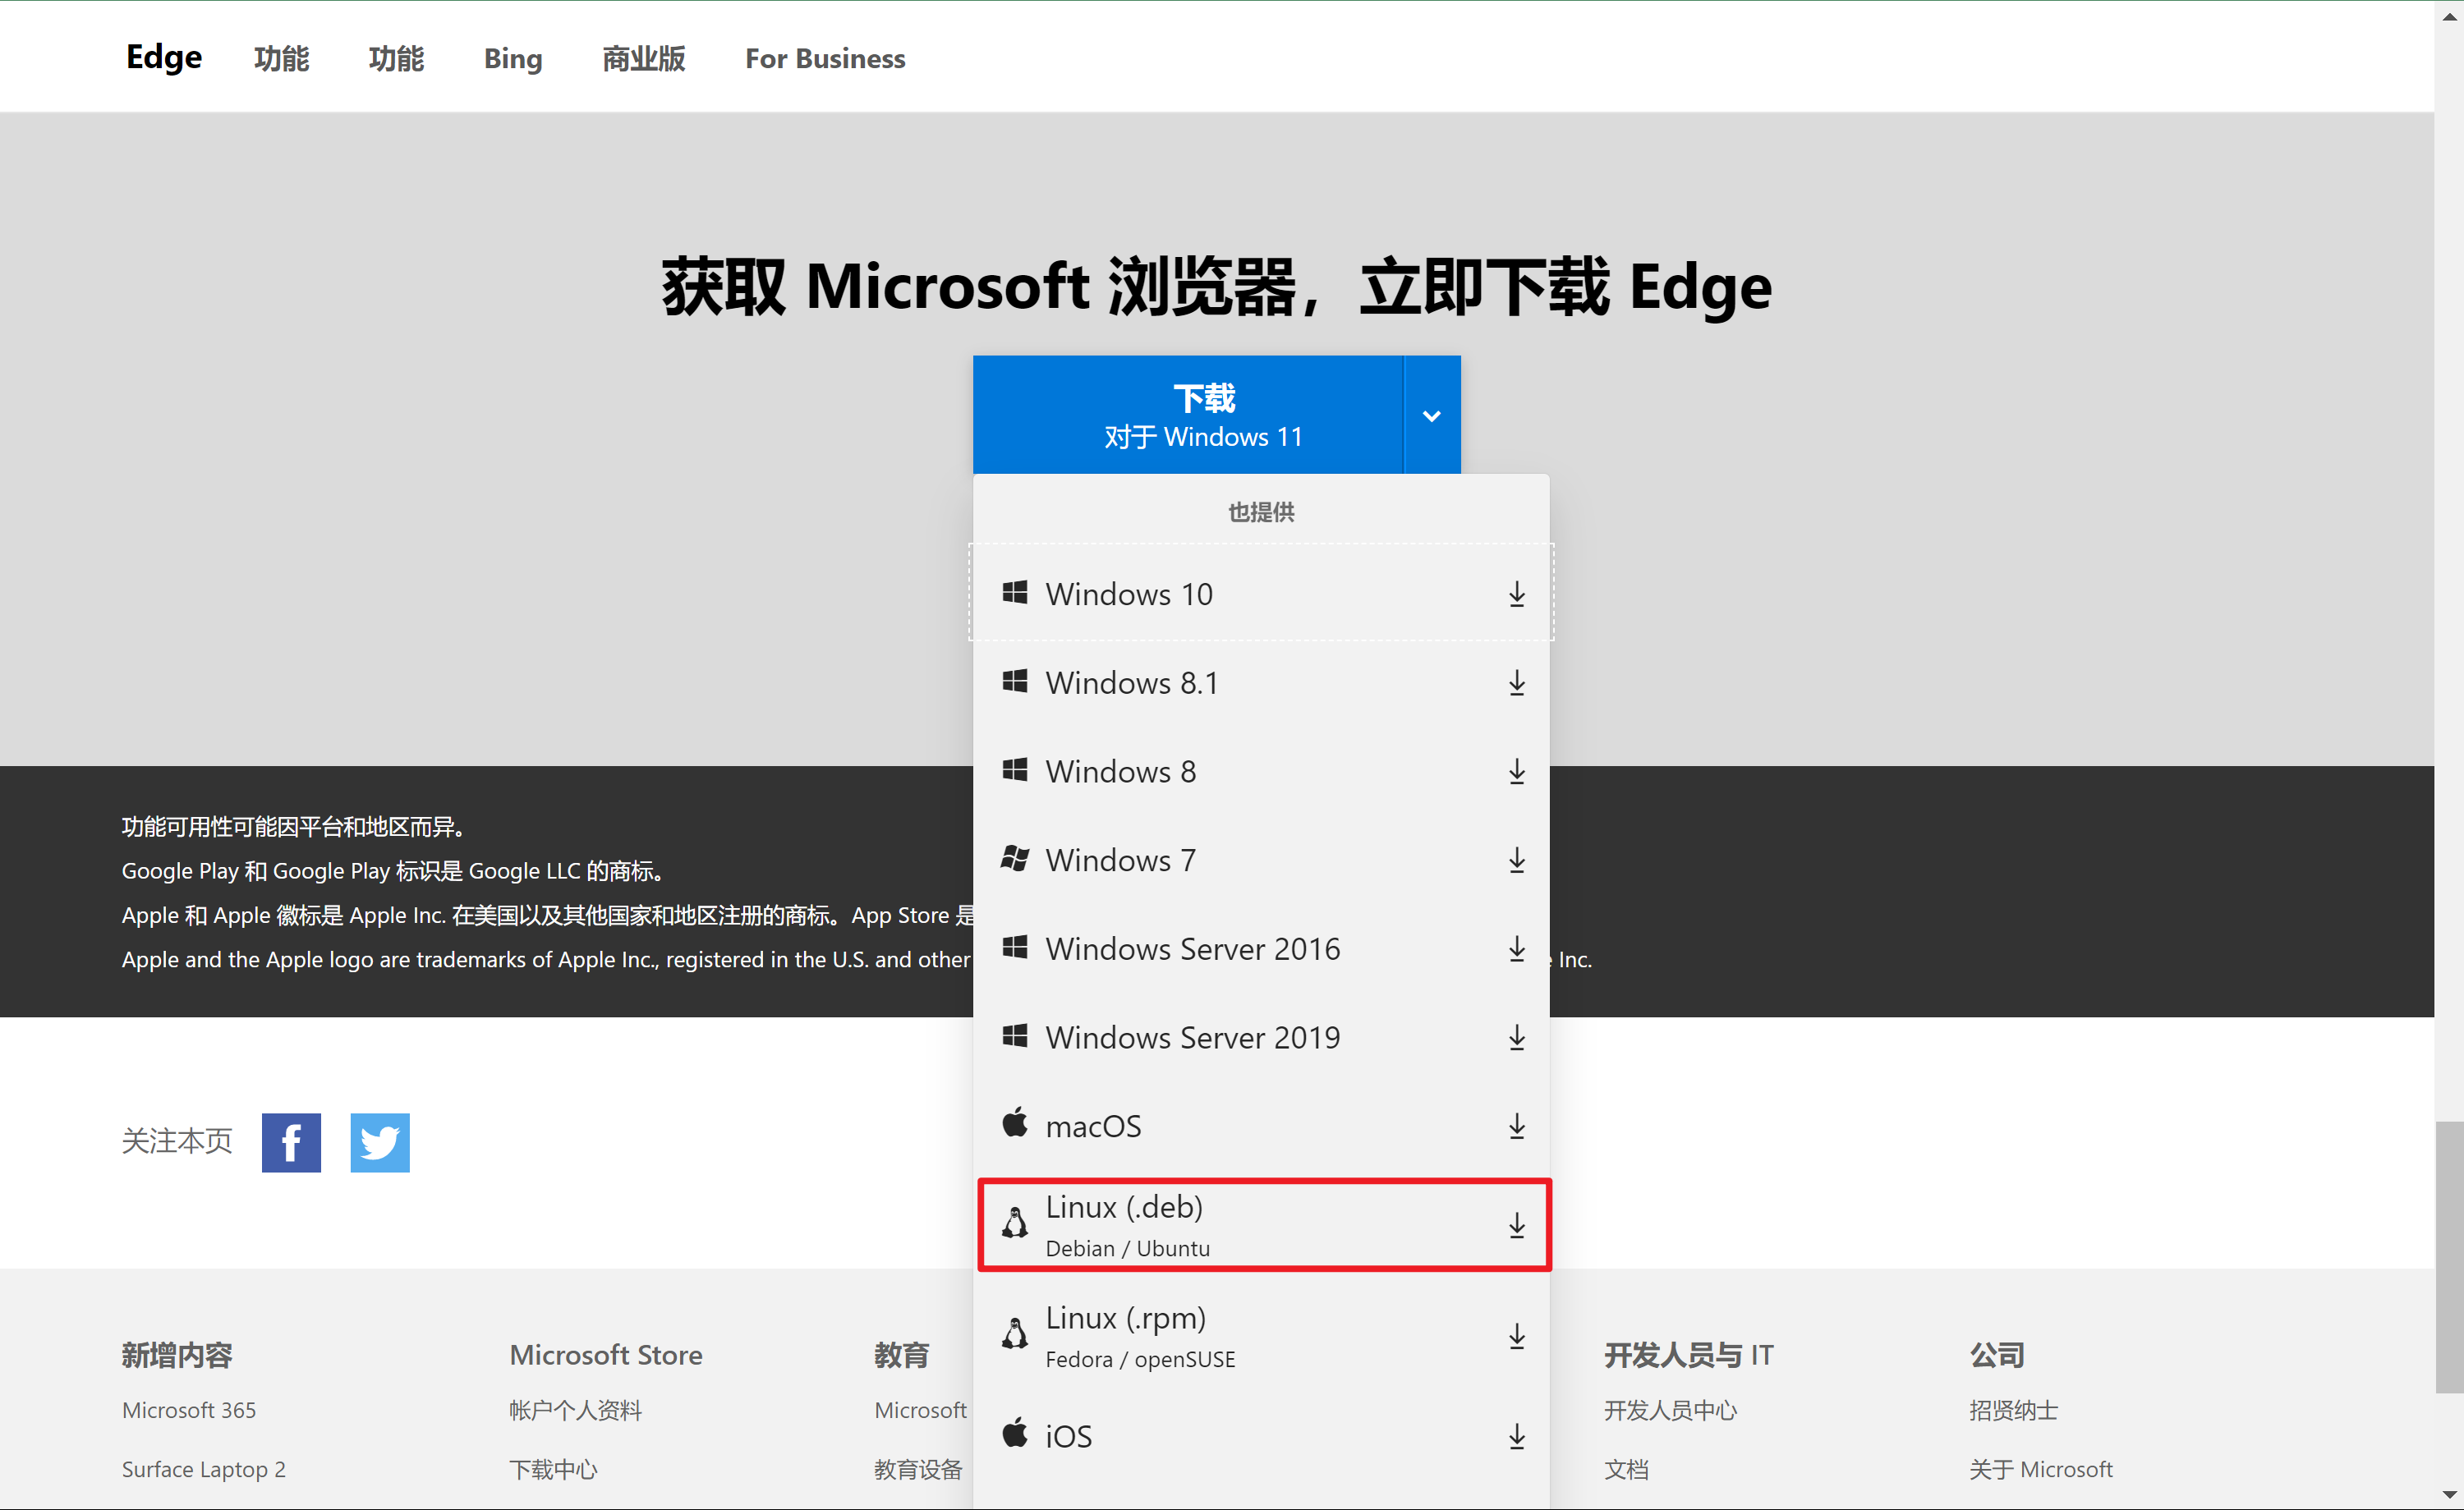 Edge 功能 功能 Bing 商业版 For Business
获取 Microsoft 浏览器，立即下载 Edge
下载
对于 Windows 11
也提供
Windows 10
Windows 8.1
Windows 8
Windows 7
Windows Server 2016
Windows Server 2019
macOS
Linux (.deb)
Debian / Ubuntu
Linux (.rpm)
Fedora / openSUSE
iOS
功能可用性可能因平台和地区而异。
Google Play 和 Google Play 标识是 Google LLC 的商标。
Apple 和 Apple 徽标是 Apple Inc. 在美国以及其他国家和地区注册的商标。App Store 是
Apple and the Apple logo are trademarks of Apple Inc., registered in the U.S. and other
Inc.
关注本页
新增内容
Microsoft 365
Surface Laptop 2
Microsoft Store
帐户个人资料
下载中心
教育
Microsoft
教育设备
开发人员与 IT
开发人员中心
文档
公司
招贤纳士
关于 Microsoft